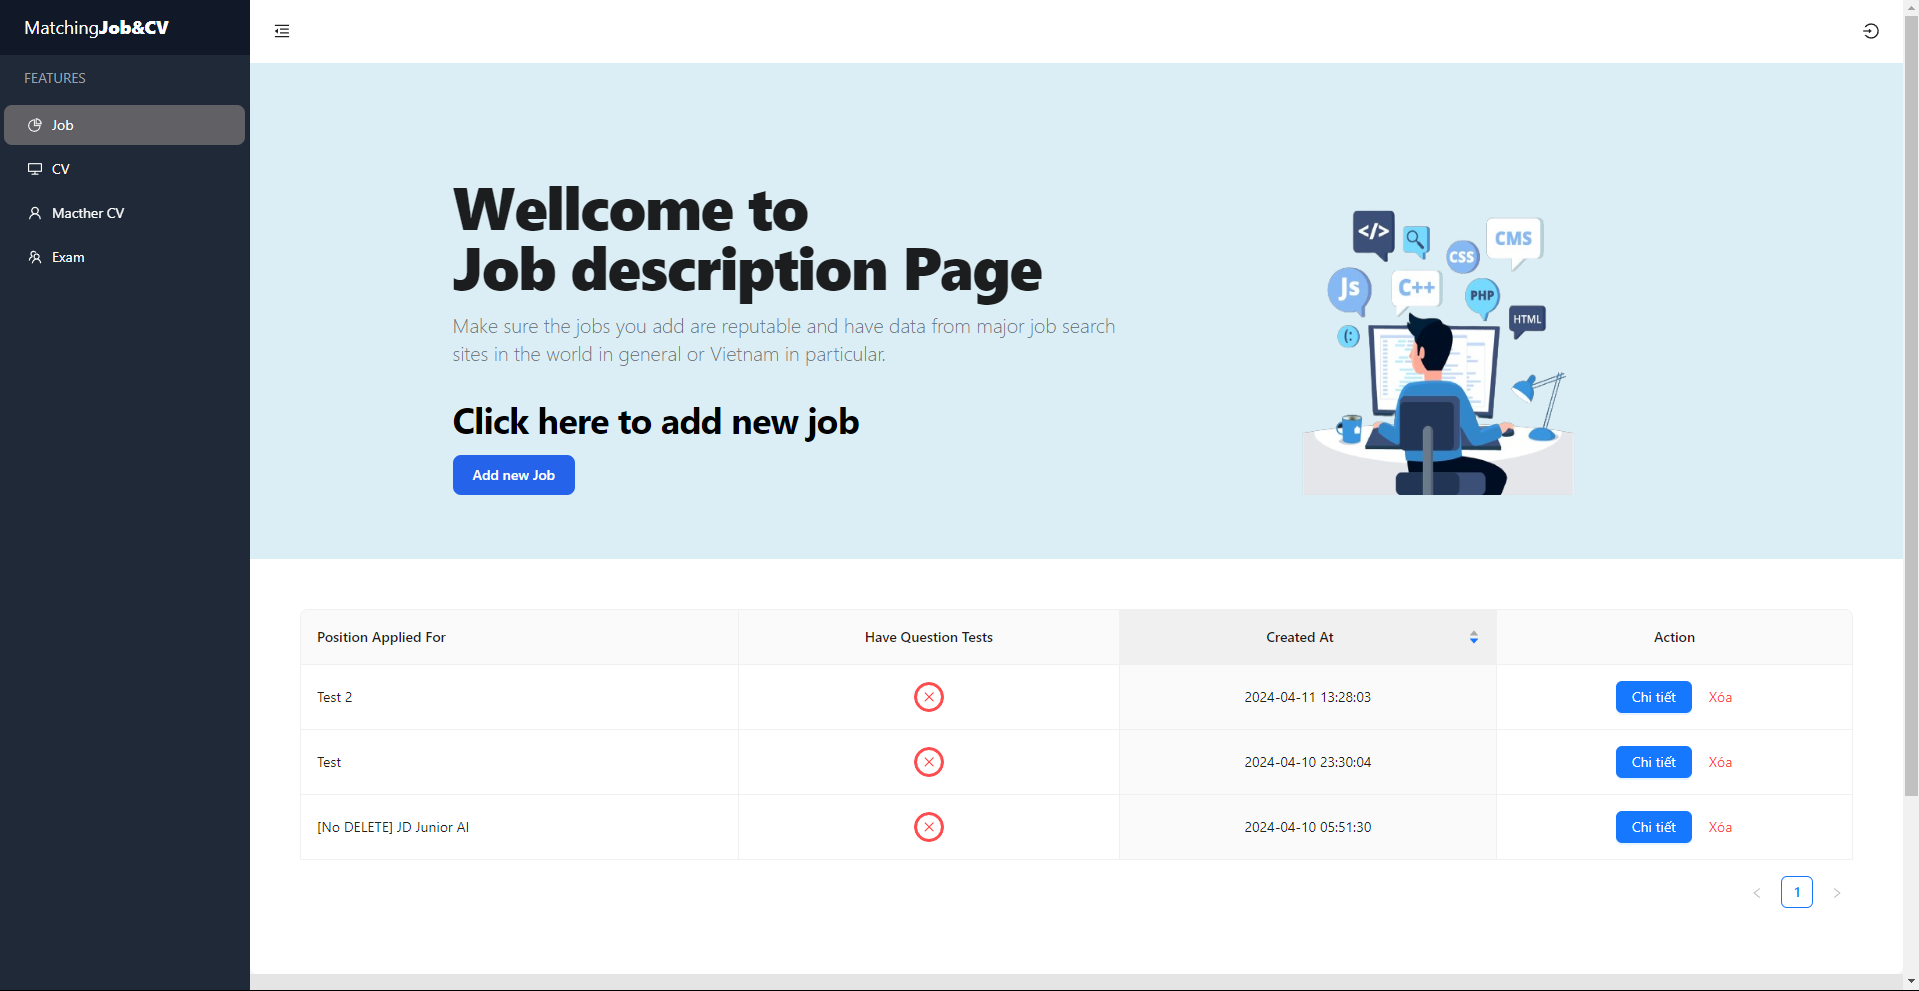 MatchingJob&CV
FEATURES
Job
CV
Macther CV
Exam
Wellcome to
Job description Page
Make sure the jobs you add are reputable and have data from major job search
sites in the world in general or Vietnam in particular.
Click here to add new job
Add new Job
</>
CMS
CSS
Js
C++
PHP
HTML
(:
Position Applied For Have Question Tests Created At Action
Test 2 2024-04-11 13:28:03 Chi tiết Xóa
Test 2024-04-10 23:30:04 Chi tiết Xóa
[No DELETE] JD Junior AI 2024-04-10 05:51:30 Chi tiết Xóa
< 1 >